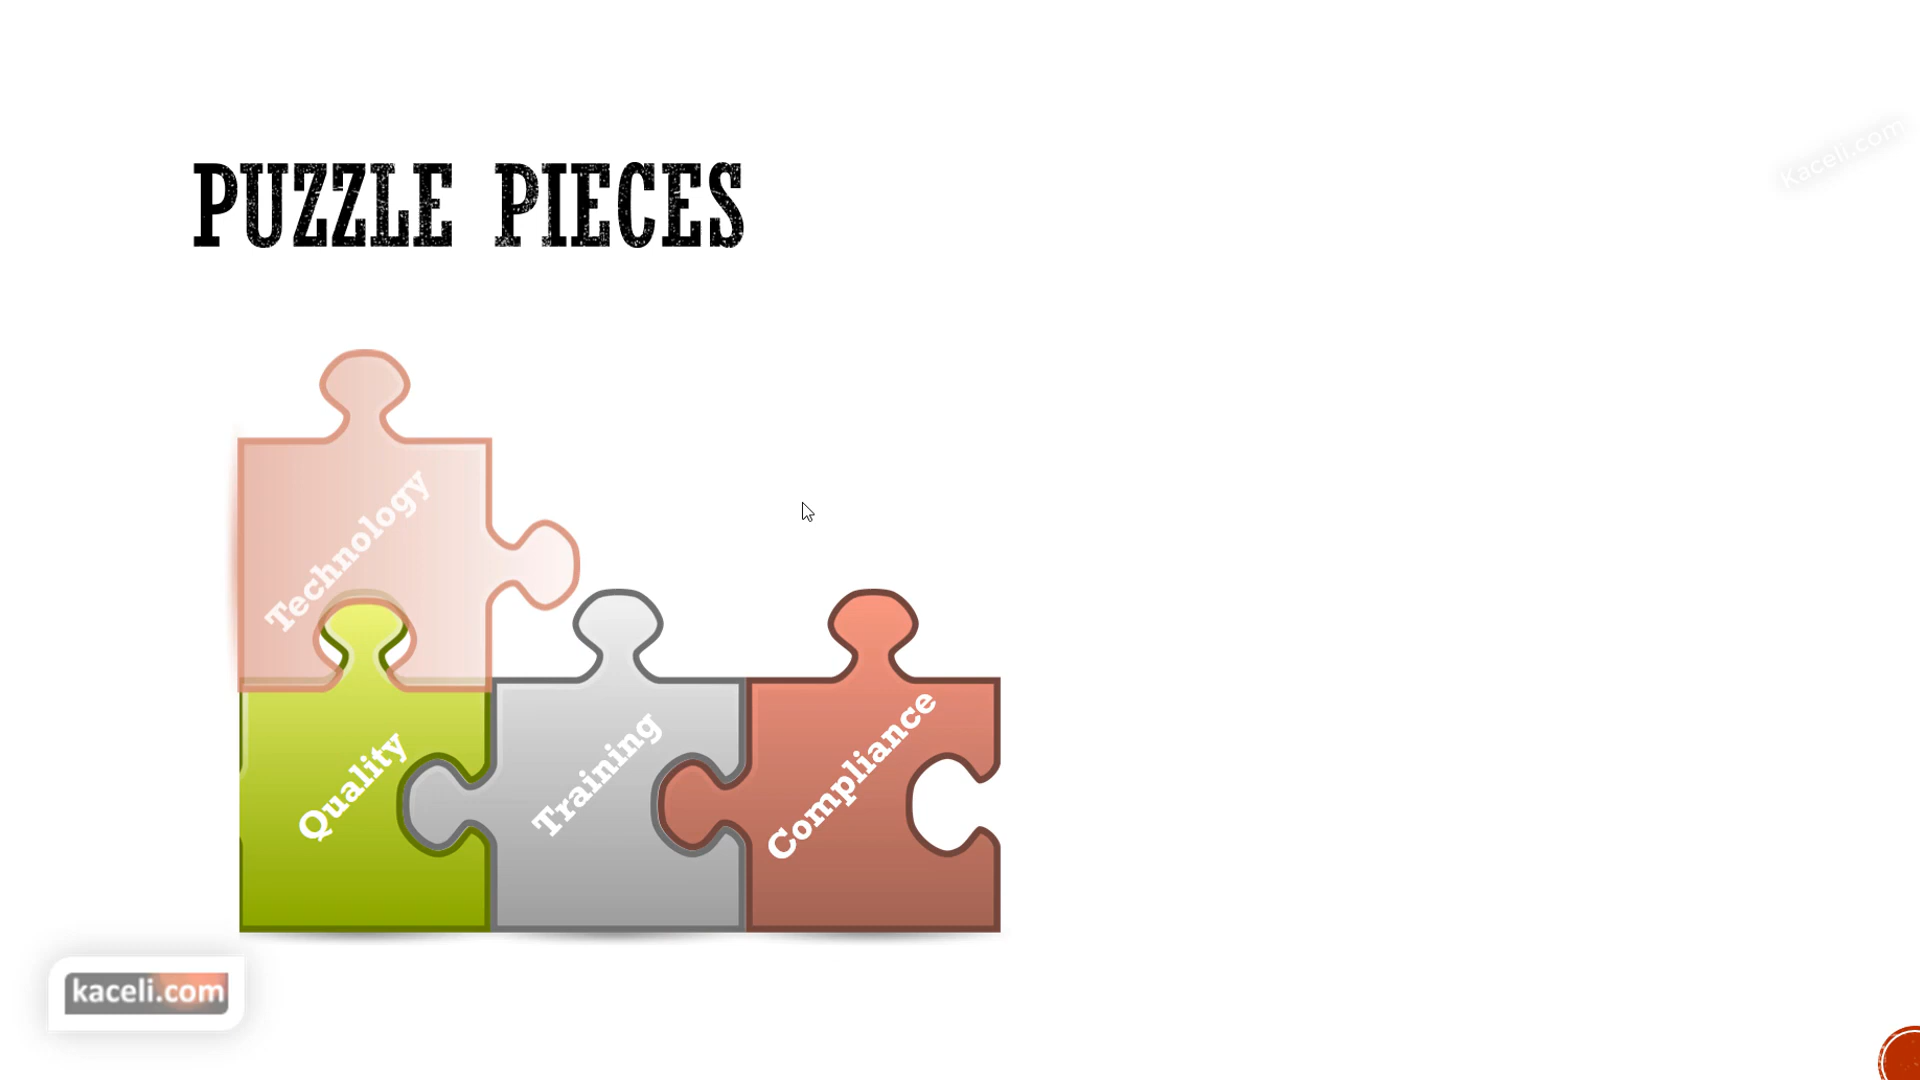 Kaceli.com
PUZZLE PIECES
Technology
Quality
Training
Compliance
kaceli.com